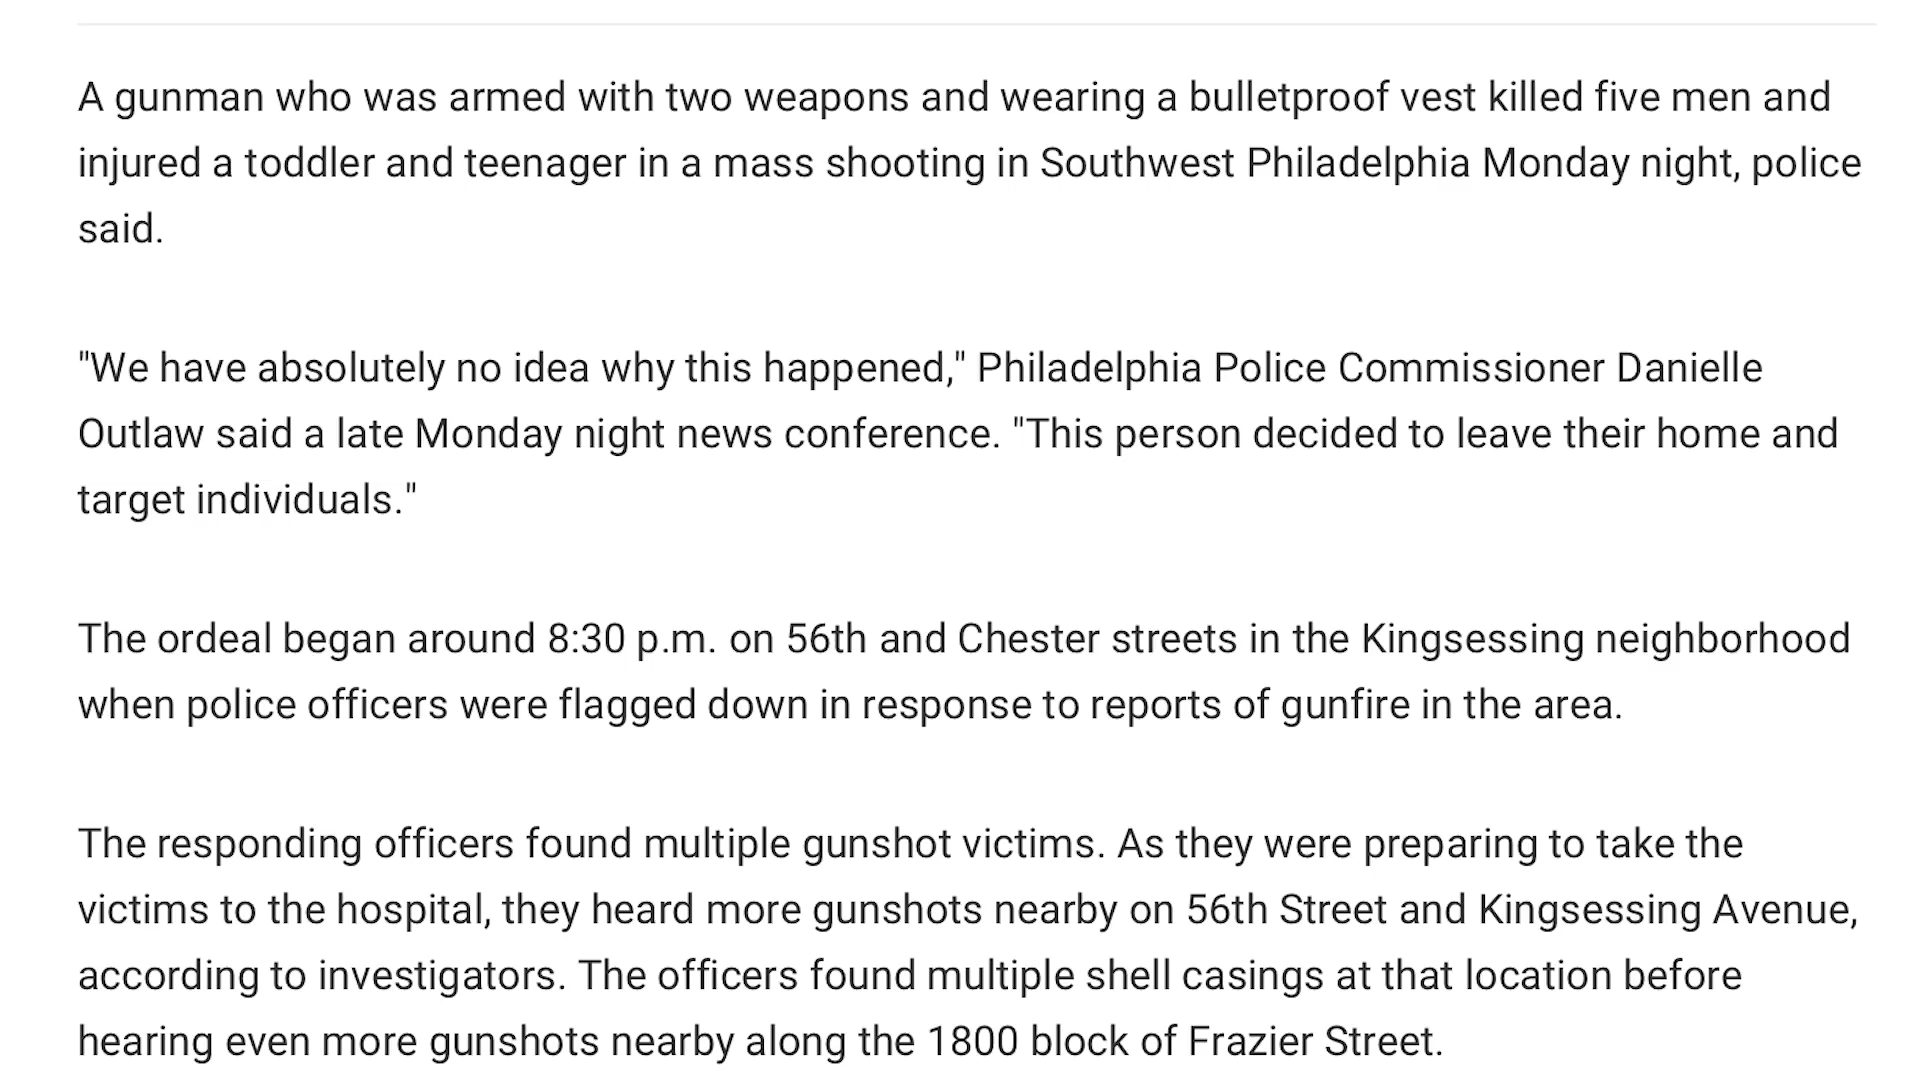 A gunman who was armed with two weapons and wearing a bulletproof vest killed five men and
injured a toddler and teenager in a mass shooting in Southwest Philadelphia Monday night, police
said.
"We have absolutely no idea why this happened," Philadelphia Police Commissioner Danielle
Outlaw said a late Monday night news conference. "This person decided to leave their home and
target individuals."
The ordeal began around 8:30 p.m. on 56th and Chester streets in the Kingsessing neighborhood
when police officers were flagged down in response to reports of gunfire in the area.
The responding officers found multiple gunshot victims. As they were preparing to take the
victims to the hospital, they heard more gunshots nearby on 56th Street and Kingsessing Avenue,
according to investigators. The officers found multiple shell casings at that location before
hearing even more gunshots nearby along the 1800 block of Frazier Street.